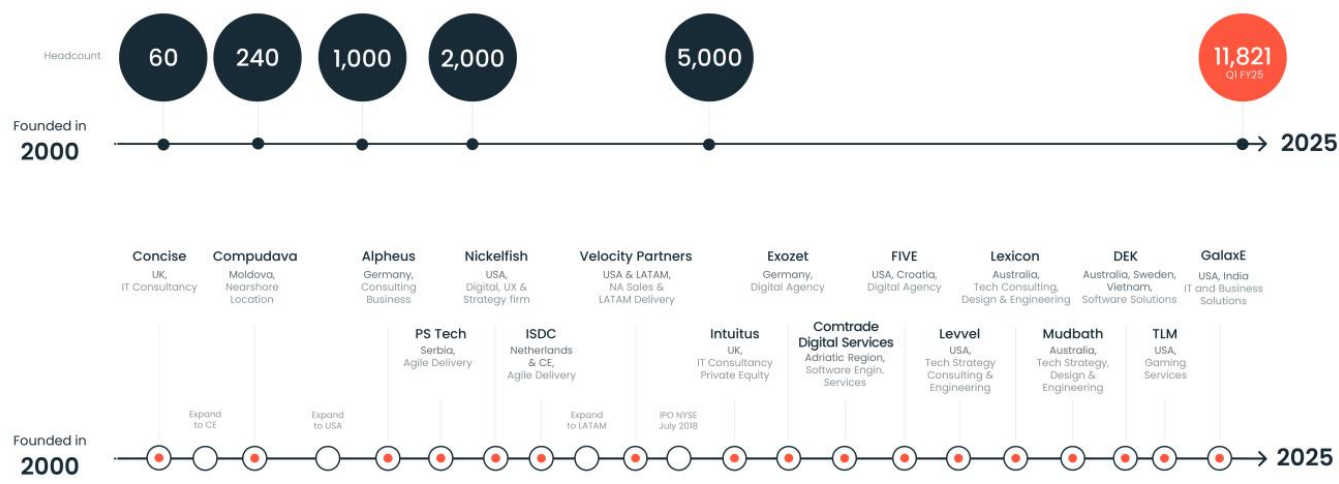 Headcount
60
240
1,000
2,000
5,000
11,821
Q1 FY25
Founded in
2000
2025
Concise
UK,
IT Consultancy
Compudava
Moldova,
Nearshore
Location
Alpheus
Germany,
Consulting
Business
Nickelfish
USA,
Digital, UX &
Strategy firm
Velocity Partners
USA & LATAM,
NA Sales &
LATAM Delivery
Exozet
Germany,
Digital Agency
FIVE
USA, Croatia,
Digital Agency
Lexicon
Australia,
Tech Consulting,
Design & Engineering
DEK
Australia, Sweden,
Vietnam,
Software Solutions
GalaxE
USA, India
IT and Business
Solutions
PS Tech
Serbia,
Agile Delivery
ISDC
Netherlands
& CE,
Agile Delivery
Intuitus
UK,
IT Consultancy
Private Equity
Comtrade
Digital Services
Adriatic Region,
Software Engin.
Services
Levvel
USA,
Tech Strategy
Consulting &
Engineering
Mudbath
Australia,
Tech Strategy,
Design &
Engineering
TLM
USA,
Gaming
Services
Expand
to CE
Expand
to USA
Expand
to LATAM
IPO NYSE
July 2018
Founded in
2000
2025